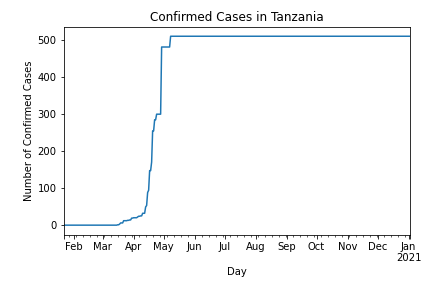 Confirmed Cases in Tanzania
500
400
300
200
100
0
Number of Confirmed Cases
Feb Mar Apr May Jun Jul Aug Sep Oct Nov Dec Jan
2021
Day